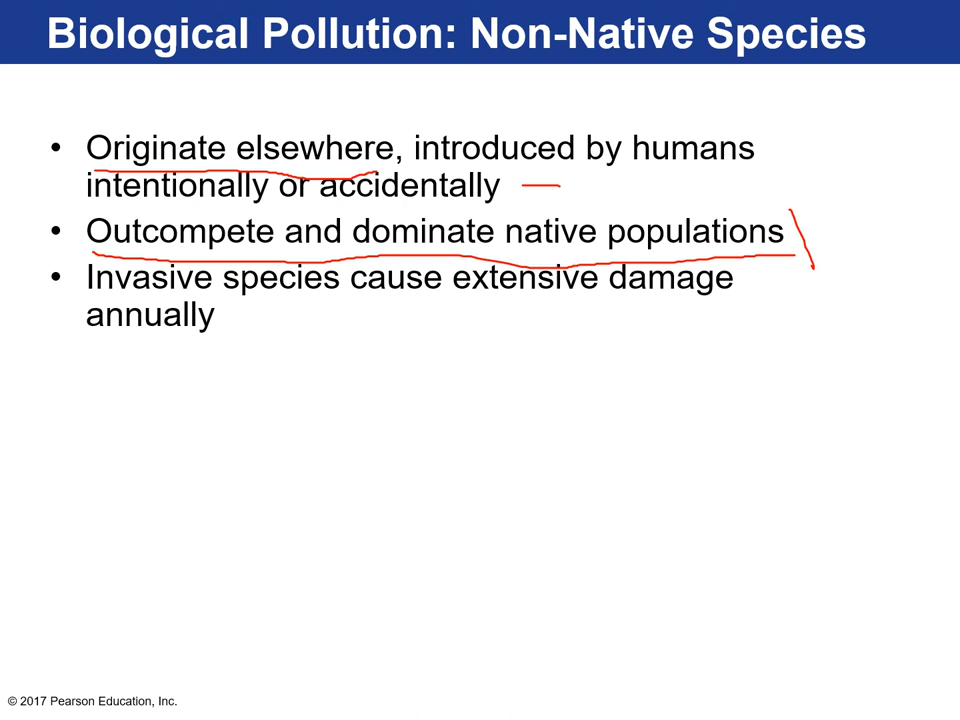 Biological Pollution: Non-Native Species
• Originate elsewhere, introduced by humans
intentionally or accidentally
• Outcompete and dominate native populations
• Invasive species cause extensive damage
annually
© 2017 Pearson Education, Inc.